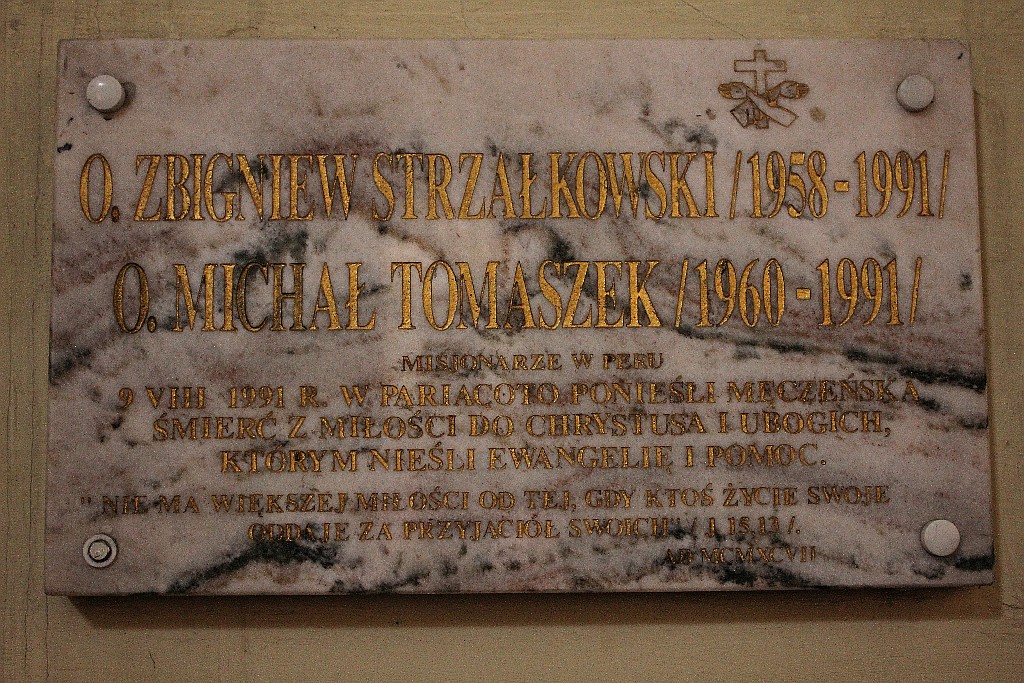 O. ZBIGNIEW STRZAŁKOWSKI /1958-1991/
O. MICHAŁ TOMASZEK /1960-1991/
MISJONARZE W PERU
9 VIII 1991 R. W PARIACOTO PONIEŚLI MĘCZEŃSKĄ
ŚMIERĆ Z MIŁOŚCI DO CHRYSTUSA I UBOGICH,
KTÓRYM NIEŚLI EWANGELIĘ I POMOC.
"NIE MA WIĘKSZEJ MIŁOŚCI OD TEJ, GDY KTOŚ ŻYCIE SWOJE
ODDAJE ZA PRZYJACIÓŁ SWOICH" / J. 15.13 /.
AD MCMXCVII